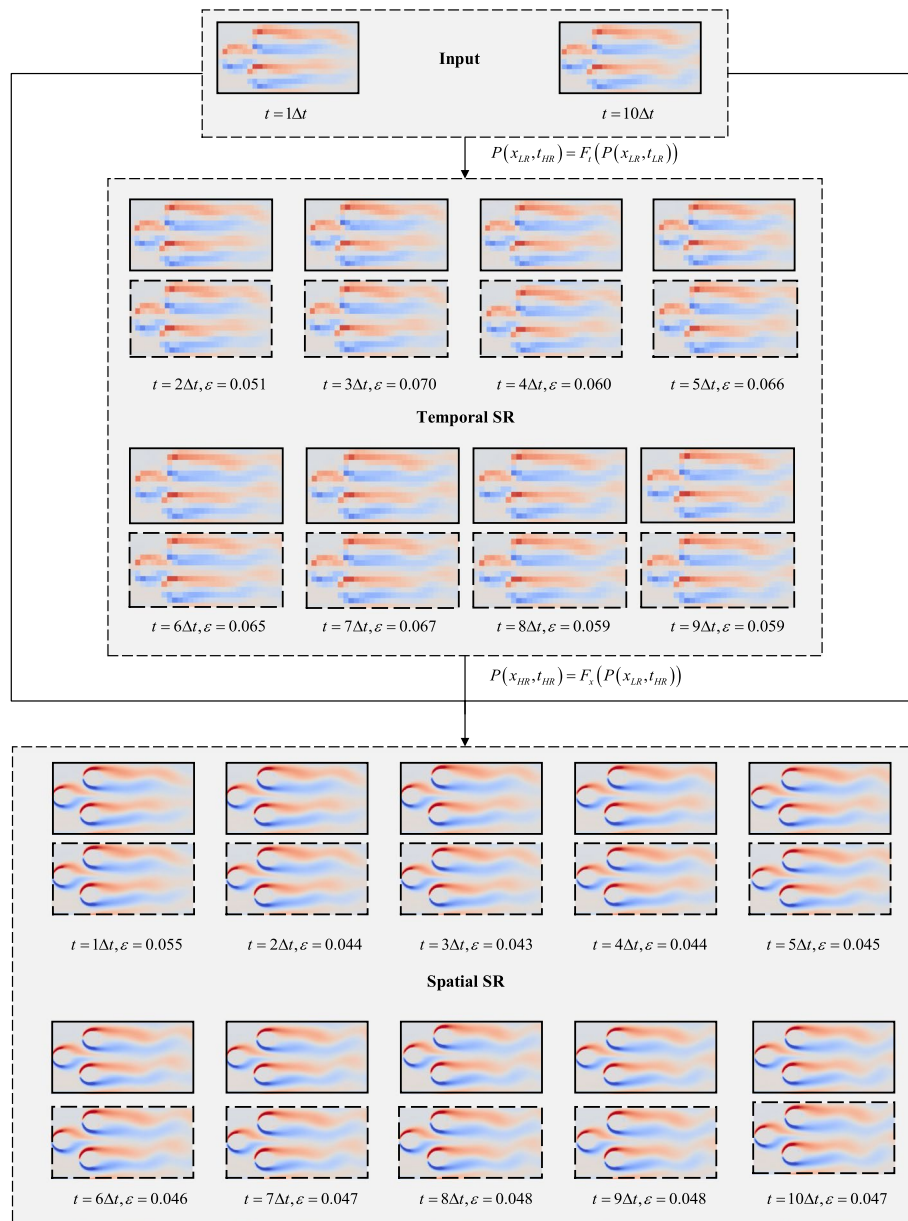 Input
t = 1Δt
t = 10Δt
P(x_LR, t_HR) = F_t(P(x_LR, t_LR))
t = 2Δt, ε = 0.051
t = 3Δt, ε = 0.070
t = 4Δt, ε = 0.060
t = 5Δt, ε = 0.066
Temporal SR
t = 6Δt, ε = 0.065
t = 7Δt, ε = 0.067
t = 8Δt, ε = 0.059
t = 9Δt, ε = 0.059
P(x_HR, t_HR) = F_x(P(x_LR, t_HR))
t = 1Δt, ε = 0.055
t = 2Δt, ε = 0.044
t = 3Δt, ε = 0.043
t = 4Δt, ε = 0.044
t = 5Δt, ε = 0.045
Spatial SR
t = 6Δt, ε = 0.046
t = 7Δt, ε = 0.047
t = 8Δt, ε = 0.048
t = 9Δt, ε = 0.048
t = 10Δt, ε = 0.047